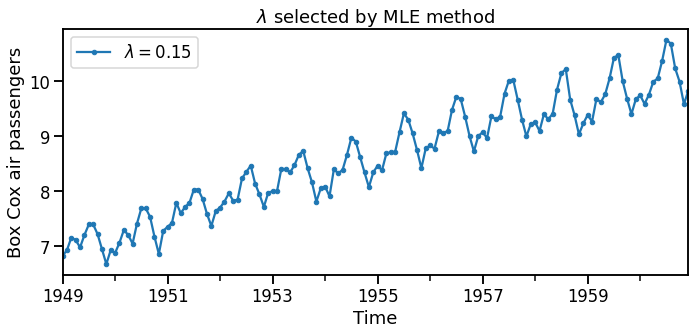 λ selected by MLE method
λ = 0.15
Box Cox air passengers
10
9
8
7
1949 1951 1953 1955 1957 1959
Time